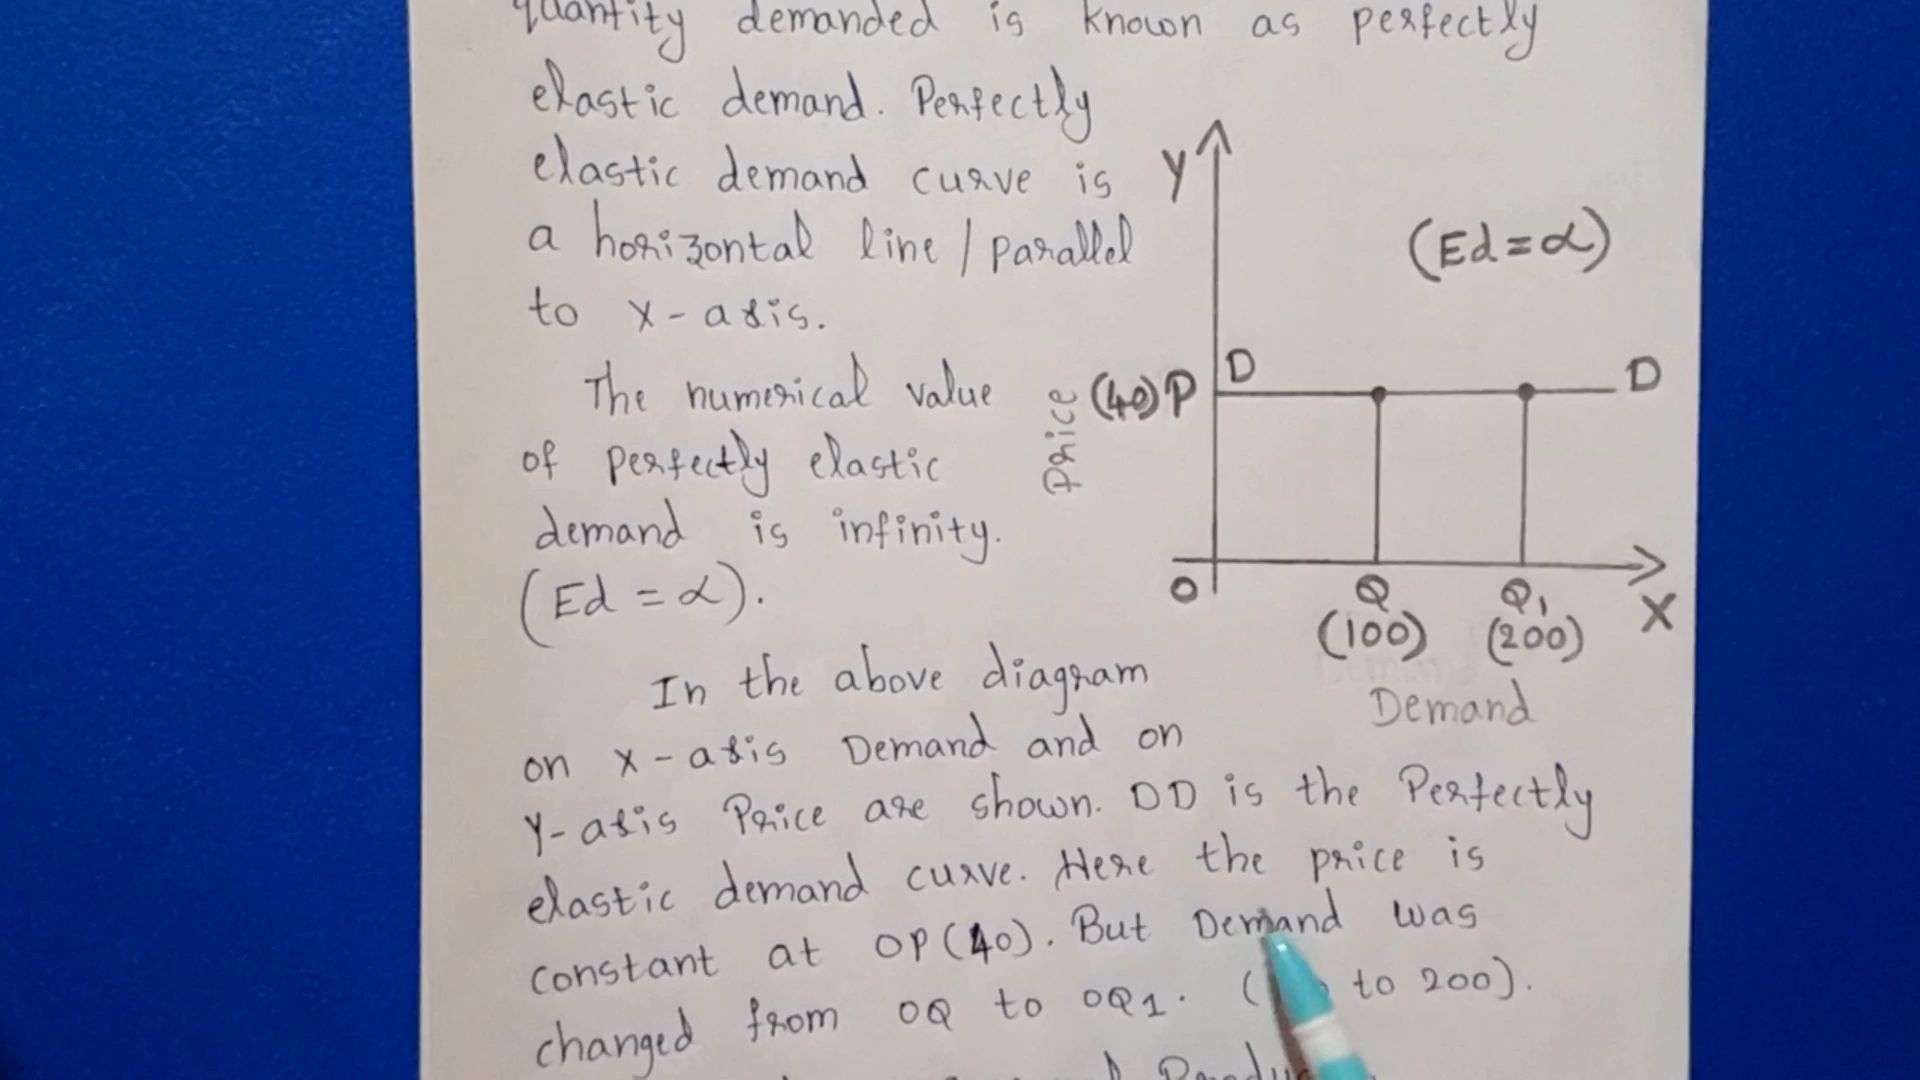 quantity demanded is known as perfectly
elastic demand. Perfectly
elastic demand curve is
a horizontal line / parallel
to x-axis.
The numerical value
of perfectly elastic
demand is infinity.
(Ed = α).
In the above diagram
on x-axis Demand and on
Y-axis Price are shown. DD is the Perfectly
elastic demand curve. Here the price is
constant at OP(40). But Demand was
changed from OQ to OQ1. ( to 200).
Y
(Ed = α)
D
D
(40)P
Price
O
Q
Q1
X
(100)
(200)
Demand